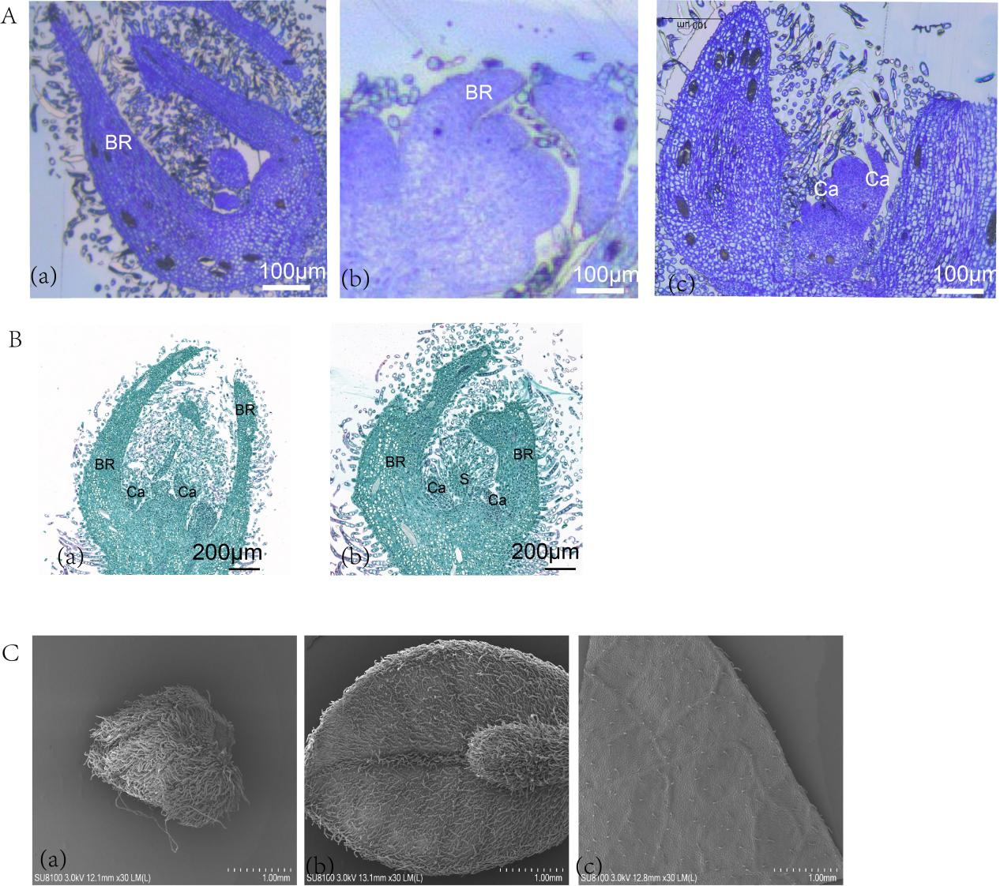 A
BR
(a)
100μm
BR
(b)
100μm
100 μm
Ca
Ca
(c)
100μm
B
BR
BR
Ca
Ca
(a)
200μm
BR
BR
Ca
S
Ca
(b)
200μm
C
(a)
SU8100 3.0kV 12.1mm x30 LM(L)
1.00mm
(b)
SU8100 3.0kV 13.1mm x30 LM(L)
1.00mm
(c)
SU8100 3.0kV 12.8mm x30 LM(L)
1.00mm